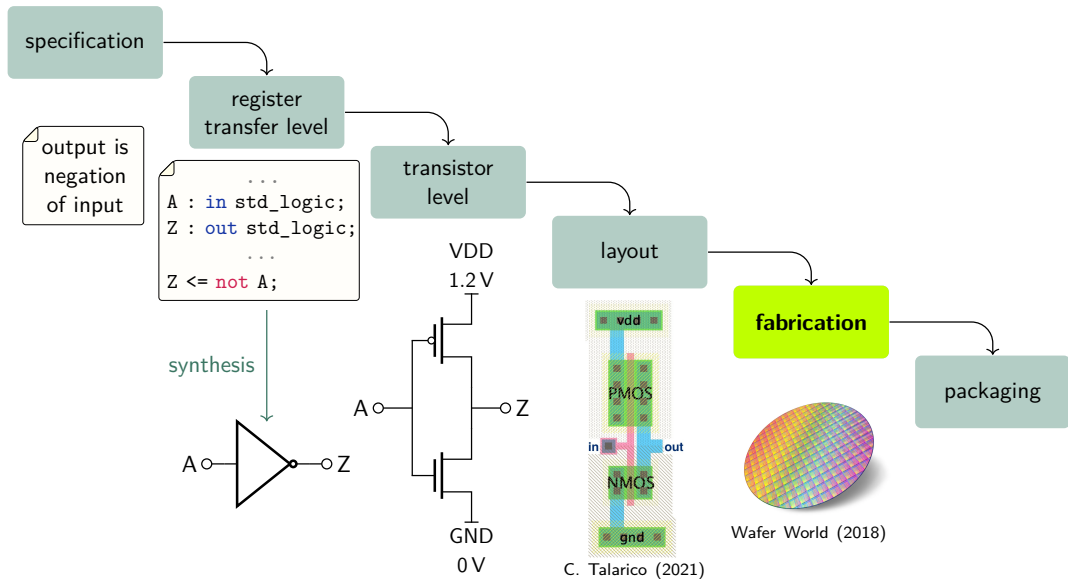 specification
register
transfer level
output is
negation
of input
...
A : in std_logic;
Z : out std_logic;
...
Z <= not A;
synthesis
A
Z
transistor
level
VDD
1.2 V
A
Z
GND
0 V
layout
vdd
PMOS
in
out
NMOS
gnd
C. Talarico (2021)
fabrication
Wafer World (2018)
packaging